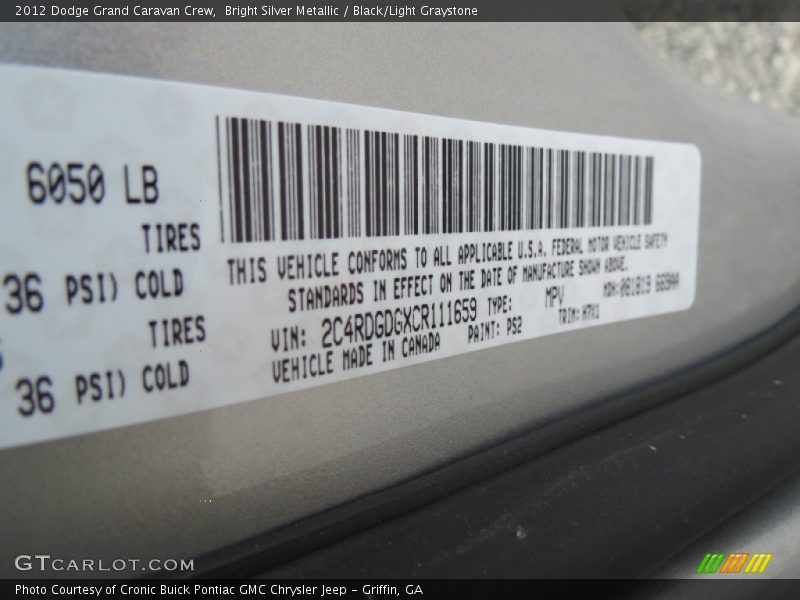 2012 Dodge Grand Caravan Crew,  Bright Silver Metallic / Black/Light Graystone
6050 LB
TIRES
36 PSI) COLD
TIRES
36 PSI) COLD
THIS VEHICLE CONFORMS TO ALL APPLICABLE U.S.A. FEDERAL MOTOR VEHICLE SAFETY
STANDARDS IN EFFECT ON THE DATE OF MANUFACTURE SHOWN ABOVE.
VIN: 2C4RDGDGXCR111659 TYPE: MPV
VEHICLE MADE IN CANADA PAINT: PS2 TRIM:
GTCARLOT.COM
Photo Courtesy of Cronic Buick Pontiac GMC Chrysler Jeep - Griffin, GA